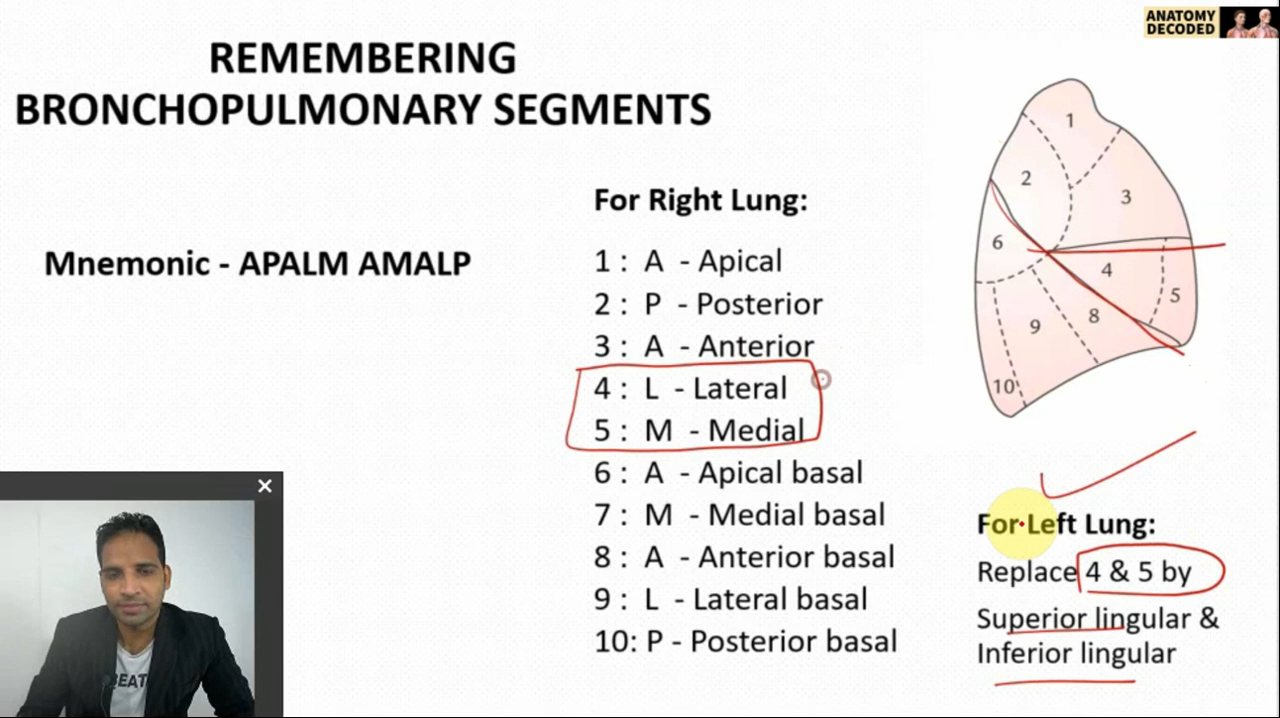 ANATOMY
DECODED
REMEMBERING
BRONCHOPULMONARY SEGMENTS
Mnemonic - APALM AMALP
For Right Lung:
1 : A - Apical
2 : P - Posterior
3 : A - Anterior
4 : L - Lateral
5 : M - Medial
6 : A - Apical basal
7 : M - Medial basal
8 : A - Anterior basal
9 : L - Lateral basal
10: P - Posterior basal
1
2
3
6
4
5
8
9
10
For Left Lung:
Replace 4 & 5 by
Superior lingular &
Inferior lingular
EAT